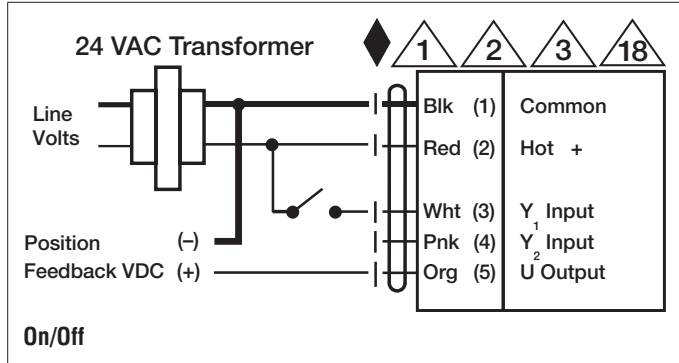 24 VAC Transformer
1 2 3 18
Line
Volts
Blk (1) Common
Red (2) Hot +
Wht (3) Y1 Input
Pnk (4) Y2 Input
Org (5) U Output
Position (–)
Feedback VDC (+)
On/Off